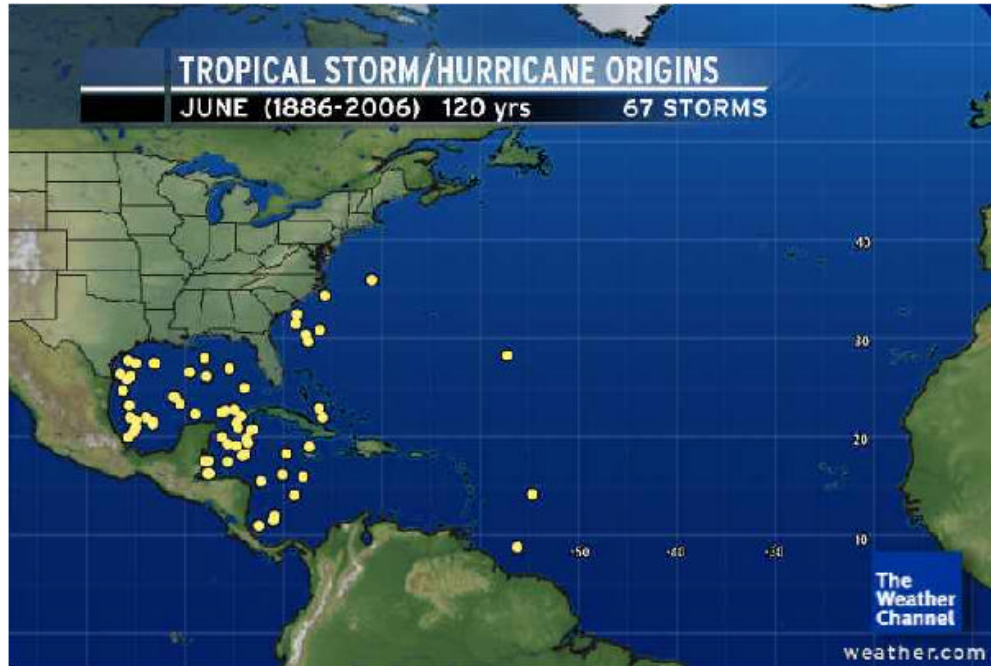 TROPICAL STORM/HURRICANE ORIGINS
JUNE (1886-2006) 120 yrs 67 STORMS
40
30
20
10
-50 -40 -30
The
Weather
Channel
weather.com